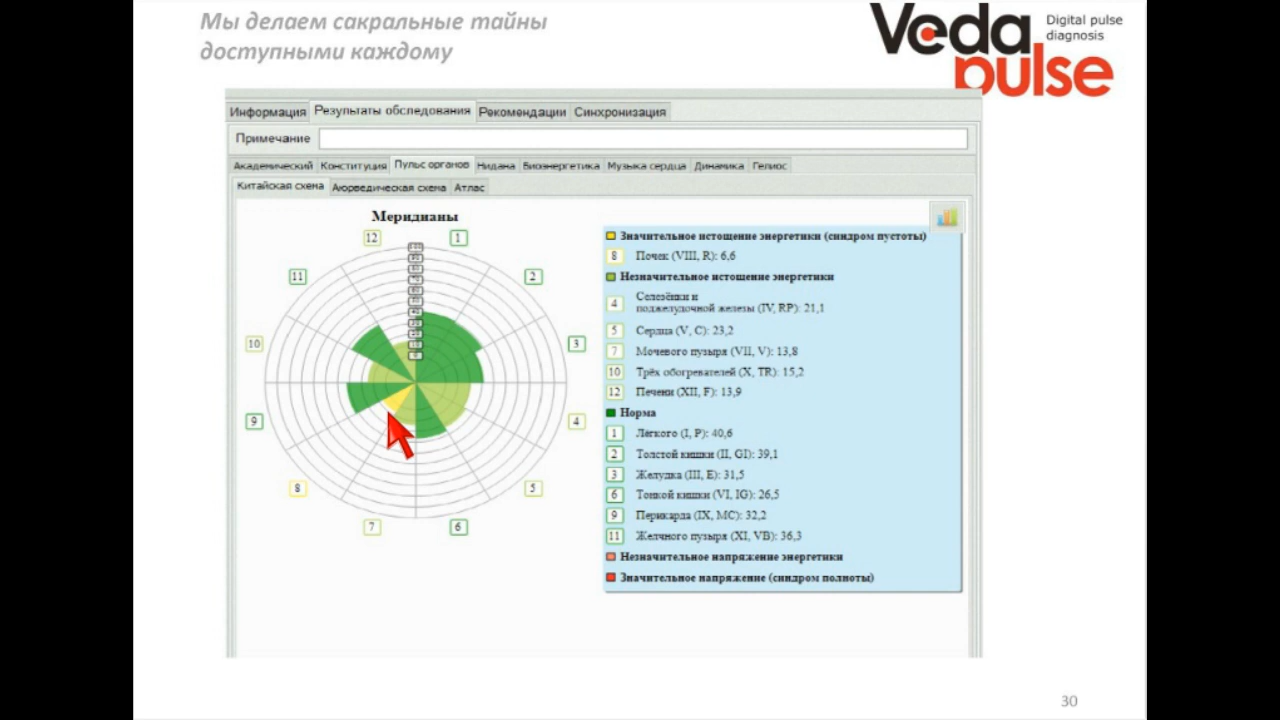 Мы делаем сакральные тайны
доступными каждому
Veda
pulse
Digital pulse
diagnosis
Информация Результаты обследования Рекомендации Синхронизация
Примечание
Академический Конституция Пульс органов Нидана Биоэнергетика Музыка сердца Динамика Гелиос
Китайская схема Аюрведическая схема Атлас
Меридианы
12 1
11 2
10 3
9 4
8 5
7 6
Значительное истощение энергетики (синдром пустоты)
8 Почек (VIII, R): 6,6
Незначительное истощение энергетики
4 Селезёнки и
поджелудочной железы (IV, RP): 21,1
5 Сердца (V, C): 23,2
7 Мочевого пузыря (VII, V): 13,8
10 Трёх обогревателей (X, TR): 15,2
12 Печени (XII, F): 13,9
Норма
1 Лёгкого (I, P): 40,6
2 Толстой кишки (II, GI): 39,1
3 Желудка (III, E): 31,5
6 Тонкой кишки (VI, IG): 26,5
9 Перикарда (IX, MC): 32,2
11 Желчного пузыря (XI, VB): 36,3
Незначительное напряжение энергетики
Значительное напряжение (синдром полноты)
30